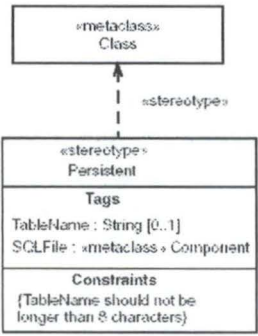 «metaclass»
Class
«stereotype»
«stereotype»
Persistent
Tags
TableName : String [0..1]
SQLFile : «metaclass» Component
Constraints
{TableName should not be
longer than 8 characters}